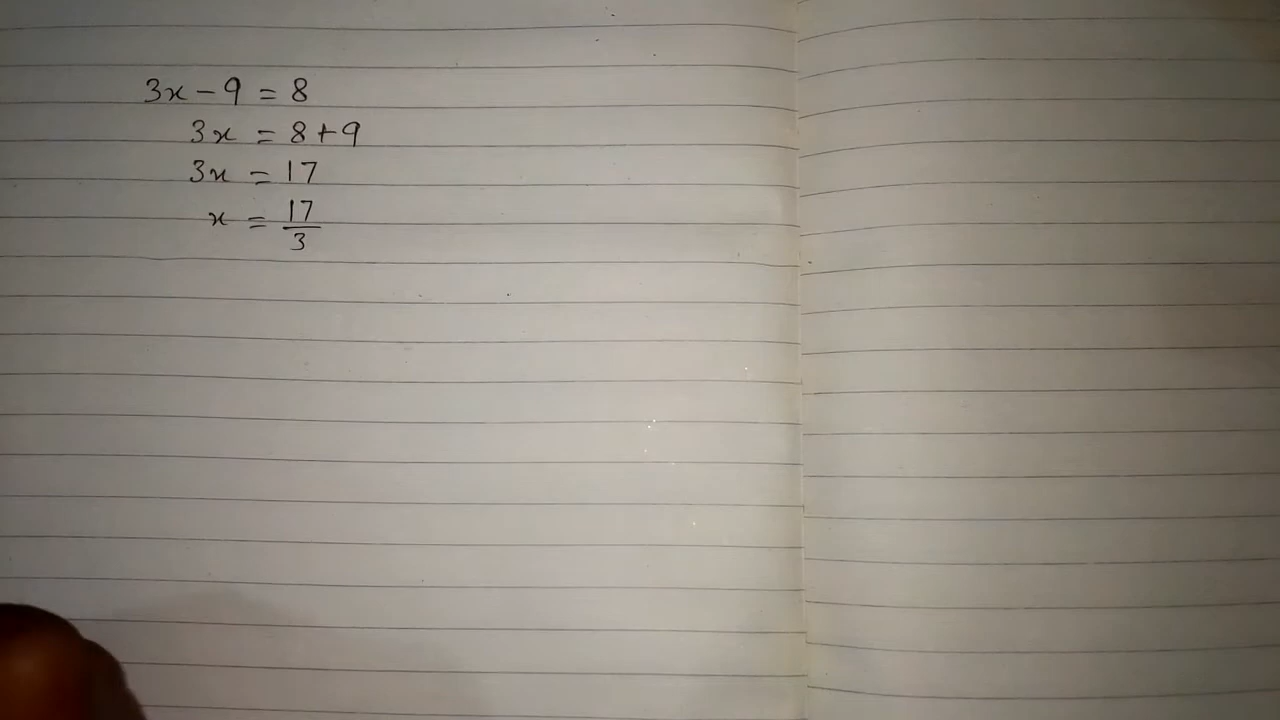 3x - 9 = 8
3x = 8 + 9
3x = 17
x = 17/3